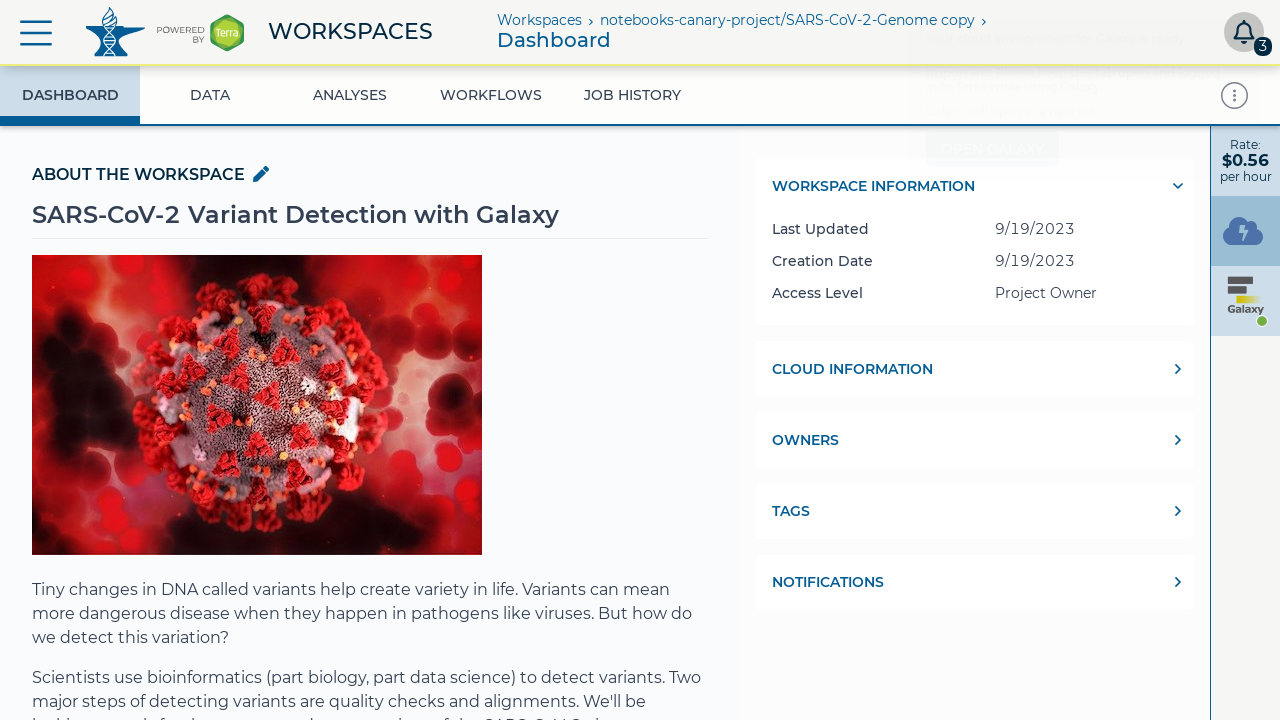 POWERED BY Terra
WORKSPACES
Workspaces › notebooks-canary-project/SARS-CoV-2-Genome copy ›
Dashboard
3
DASHBOARD
DATA
ANALYSES
WORKFLOWS
JOB HISTORY
Rate:
$0.56
per hour
Galaxy
ABOUT THE WORKSPACE
SARS-CoV-2 Variant Detection with Galaxy
Tiny changes in DNA called variants help create variety in life. Variants can mean
more dangerous disease when they happen in pathogens like viruses. But how do
we detect this variation?
Scientists use bioinformatics (part biology, part data science) to detect variants. Two
major steps of detecting variants are quality checks and alignments. We'll be
WORKSPACE INFORMATION
Last Updated 9/19/2023
Creation Date 9/19/2023
Access Level Project Owner
CLOUD INFORMATION
OWNERS
TAGS
NOTIFICATIONS